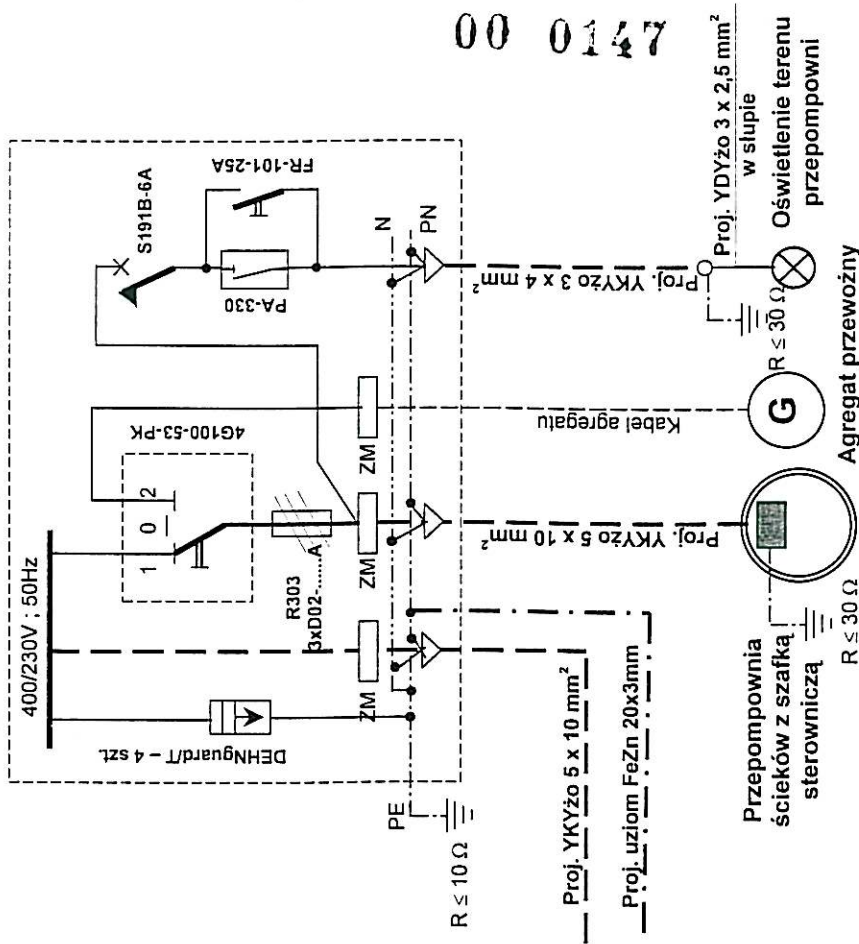 00 0147
400/230V ; 50Hz
DEHNguard/T – 4 szt.
1 0 2
4G100-53-PK
R303
3xD02-........A
S191B-6A
FR-101-25A
PA-330
ZM
ZM
ZM
N
PN
PE
R ≤ 10 Ω
Proj. YKYżo 5 x 10 mm²
Proj. uziom FeZn 20x3mm
Proj. YKYżo 5 x 10 mm²
Kabel agregatu
Proj. YKYżo 3 x 4 mm²
Proj. YDYżo 3 x 2,5 mm²
w słupie
R ≤ 30 Ω
Przepompownia
ścieków z szafką
sterowniczą
R ≤ 30 Ω
G
Agregat przewoźny
Oświetlenie terenu
przepompowni